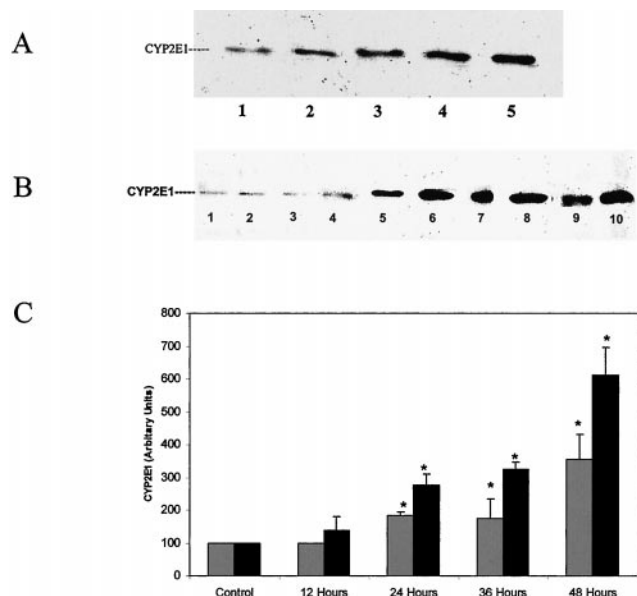 A
CYP2E1
1 2 3 4 5
B
CYP2E1
1 2 3 4 5 6 7 8 9 10
C
CYP2E1 (Arbitary Units)
800
700
600
500
400
300
200
100
0
* * * * * *
Control 12 Hours 24 Hours 36 Hours 48 Hours